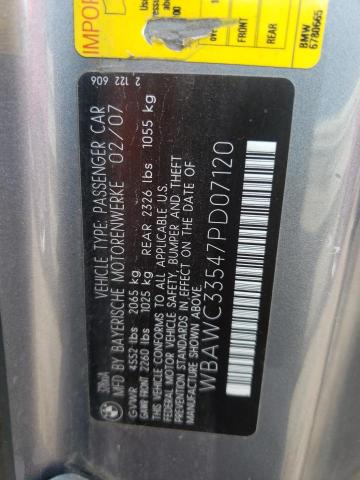 VEHICLE TYPE: PASSENGER CAR
MFD BY BAYERISCHE MOTORENWERKE 02/07
GVWR 4552 lbs 2065 kg
GAWR FRONT 2260 lbs 1025 kg REAR 2326 lbs 1055 kg
THIS VEHICLE CONFORMS TO ALL APPLICABLE U.S.
FEDERAL MOTOR VEHICLE SAFETY, BUMPER AND THEFT
PREVENTION STANDARDS IN EFFECT ON THE DATE OF
MANUFACTURE SHOWN ABOVE.
WBAWC33547PD07120
2 122 606
IMPOR
FRONT
REAR
BMW
6780665